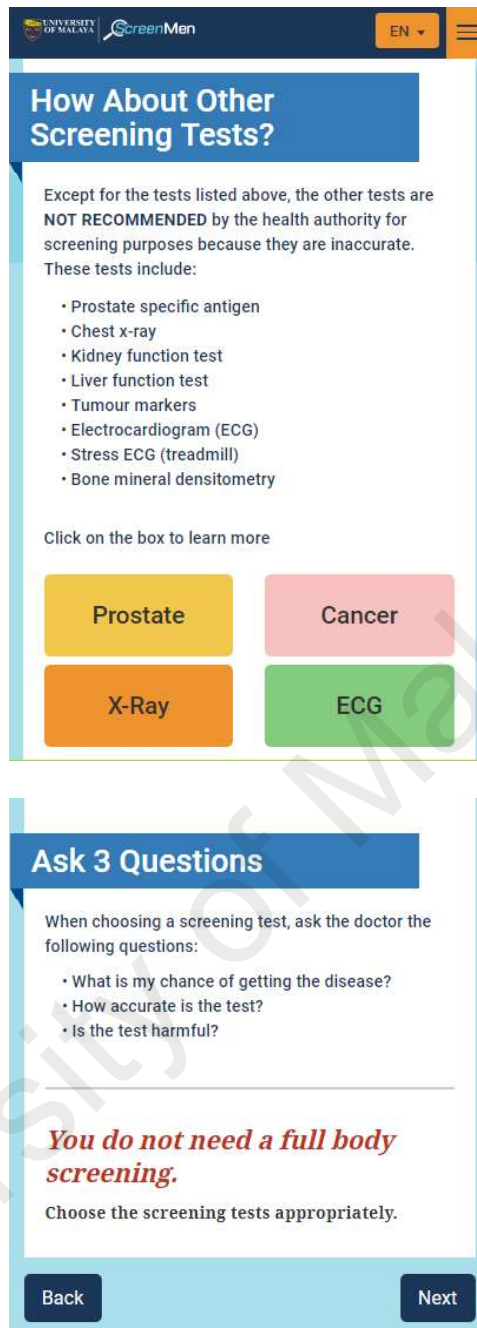 UNIVERSITY
OF MALAYA
ScreenMen
EN
How About Other
Screening Tests?
Except for the tests listed above, the other tests are
NOT RECOMMENDED by the health authority for
screening purposes because they are inaccurate.
These tests include:
• Prostate specific antigen
• Chest x-ray
• Kidney function test
• Liver function test
• Tumour markers
• Electrocardiogram (ECG)
• Stress ECG (treadmill)
• Bone mineral densitometry
Click on the box to learn more
Prostate
Cancer
X-Ray
ECG
Ask 3 Questions
When choosing a screening test, ask the doctor the
following questions:
• What is my chance of getting the disease?
• How accurate is the test?
• Is the test harmful?
You do not need a full body
screening.
Choose the screening tests appropriately.
Back
Next
rsity of Mal